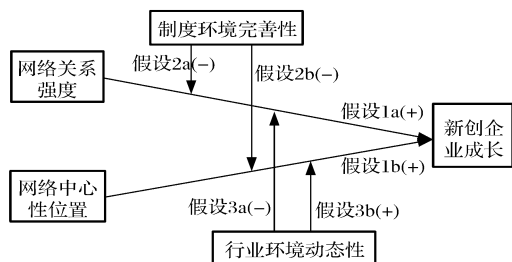 制度环境完善性
网络关系
强度
假设2a(−)
假设2b(−)
假设1a(+)
新创企
业成长
假设1b(+)
网络中心
性位置
假设3a(−)
假设3b(+)
行业环境动态性